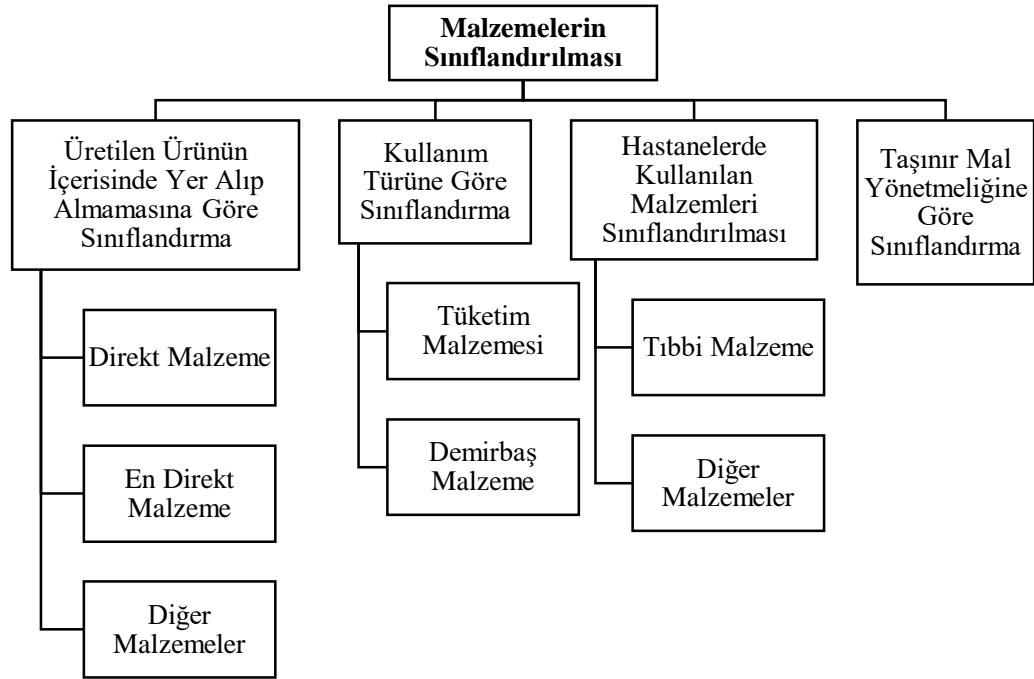 Malzemelerin
Sınıflandırılması
Üretilen Ürünün
İçerisinde Yer Alıp
Almamasına Göre
Sınıflandırma
Direkt Malzeme
En Direkt
Malzeme
Diğer
Malzemeler
Kullanım
Türüne Göre
Sınıflandırma
Tüketim
Malzemesi
Demirbaş
Malzeme
Hastanelerde
Kullanılan
Malzemleri
Sınıflandırılması
Tıbbi Malzeme
Diğer
Malzemeler
Taşınır Mal
Yönetmeliğine
Göre
Sınıflandırma